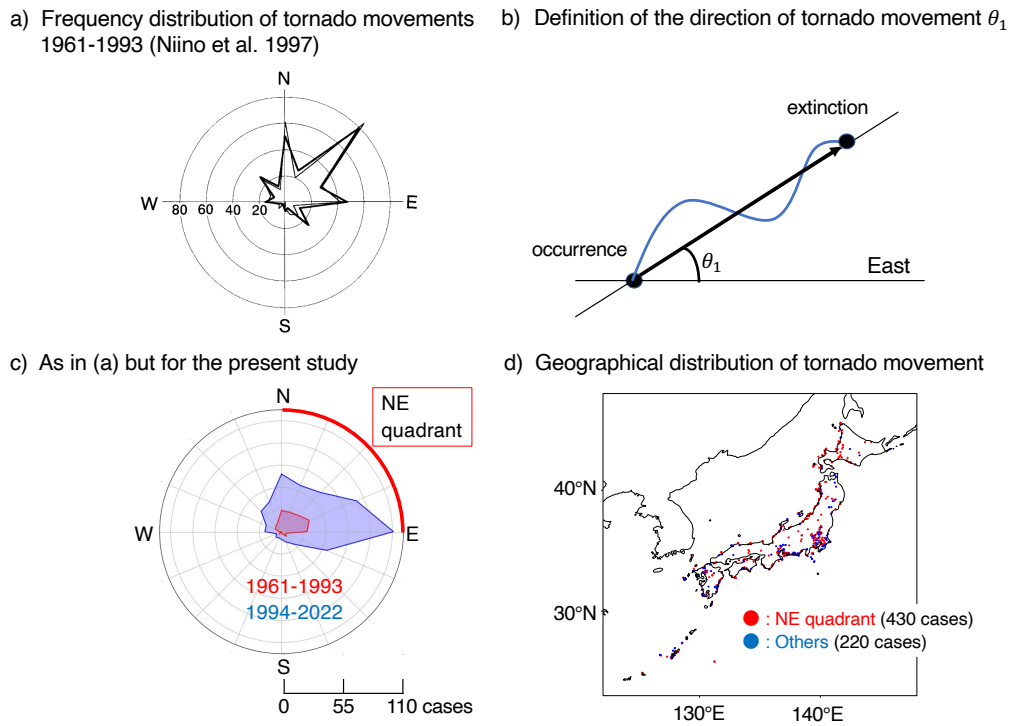 a) Frequency distribution of tornado movements
1961-1993 (Niino et al. 1997)
N
W
80 60 40 20
E
S
b) Definition of the direction of tornado movement θ₁
extinction
occurrence
θ₁
East
c) As in (a) but for the present study
N
NE
quadrant
W
E
1961-1993
1994-2022
S
0 55 110 cases
d) Geographical distribution of tornado movement
40°N
30°N
: NE quadrant (430 cases)
: Others (220 cases)
130°E 140°E